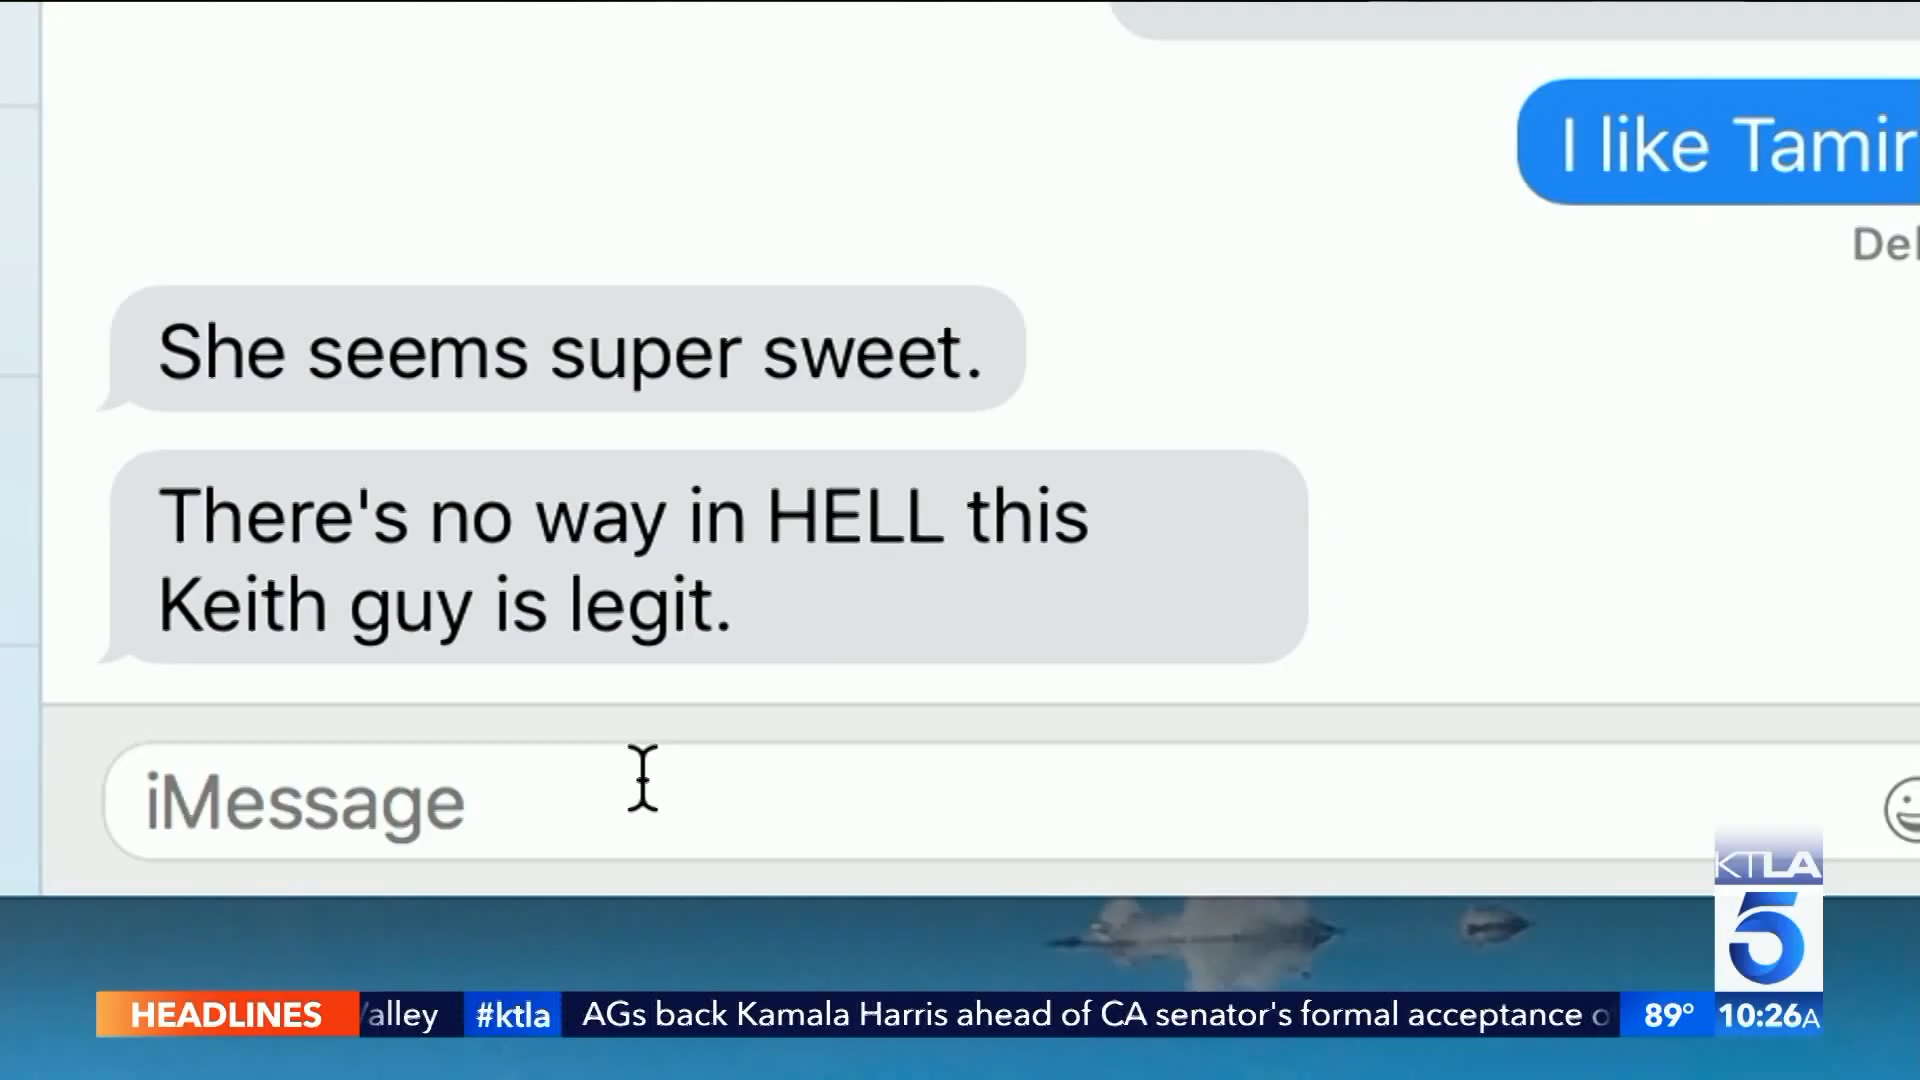 I like Tamir
Del
She seems super sweet.
There's no way in HELL this
Keith guy is legit.
iMessage
KTLA
5
HEADLINES
alley
#ktla
AGs back Kamala Harris ahead of CA senator's formal acceptance o
89°
10:26A